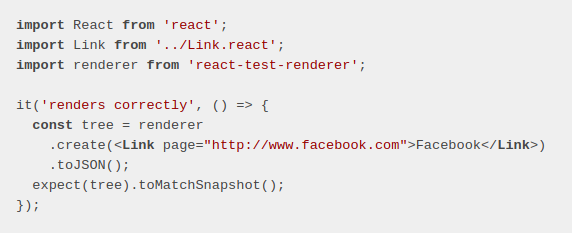 import React from 'react';
import Link from '../Link.react';
import renderer from 'react-test-renderer';

it('renders correctly', () => {
  const tree = renderer
    .create(<Link page="http://www.facebook.com">Facebook</Link>)
    .toJSON();
  expect(tree).toMatchSnapshot();
});